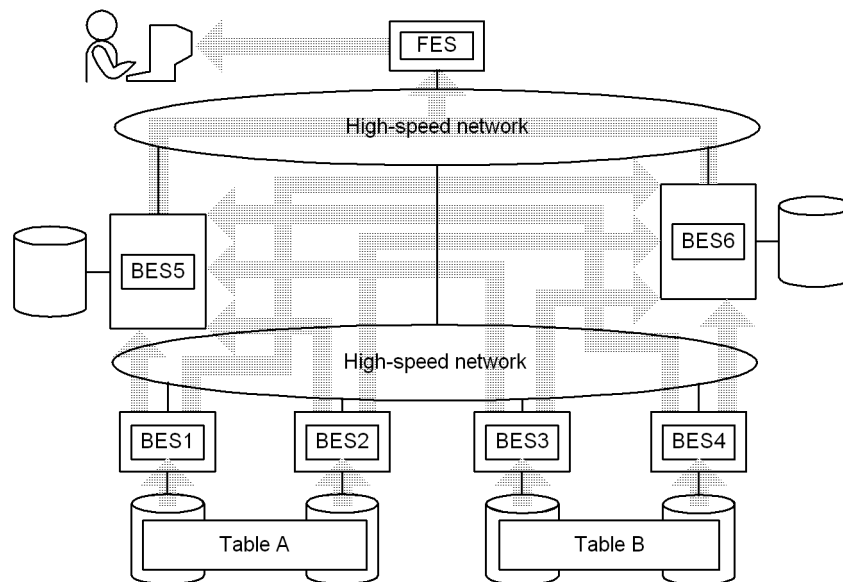 FES
High-speed network
BES6
BES5
High-speed network
BES1
BES2
BES3
BES4
Table A
Table B